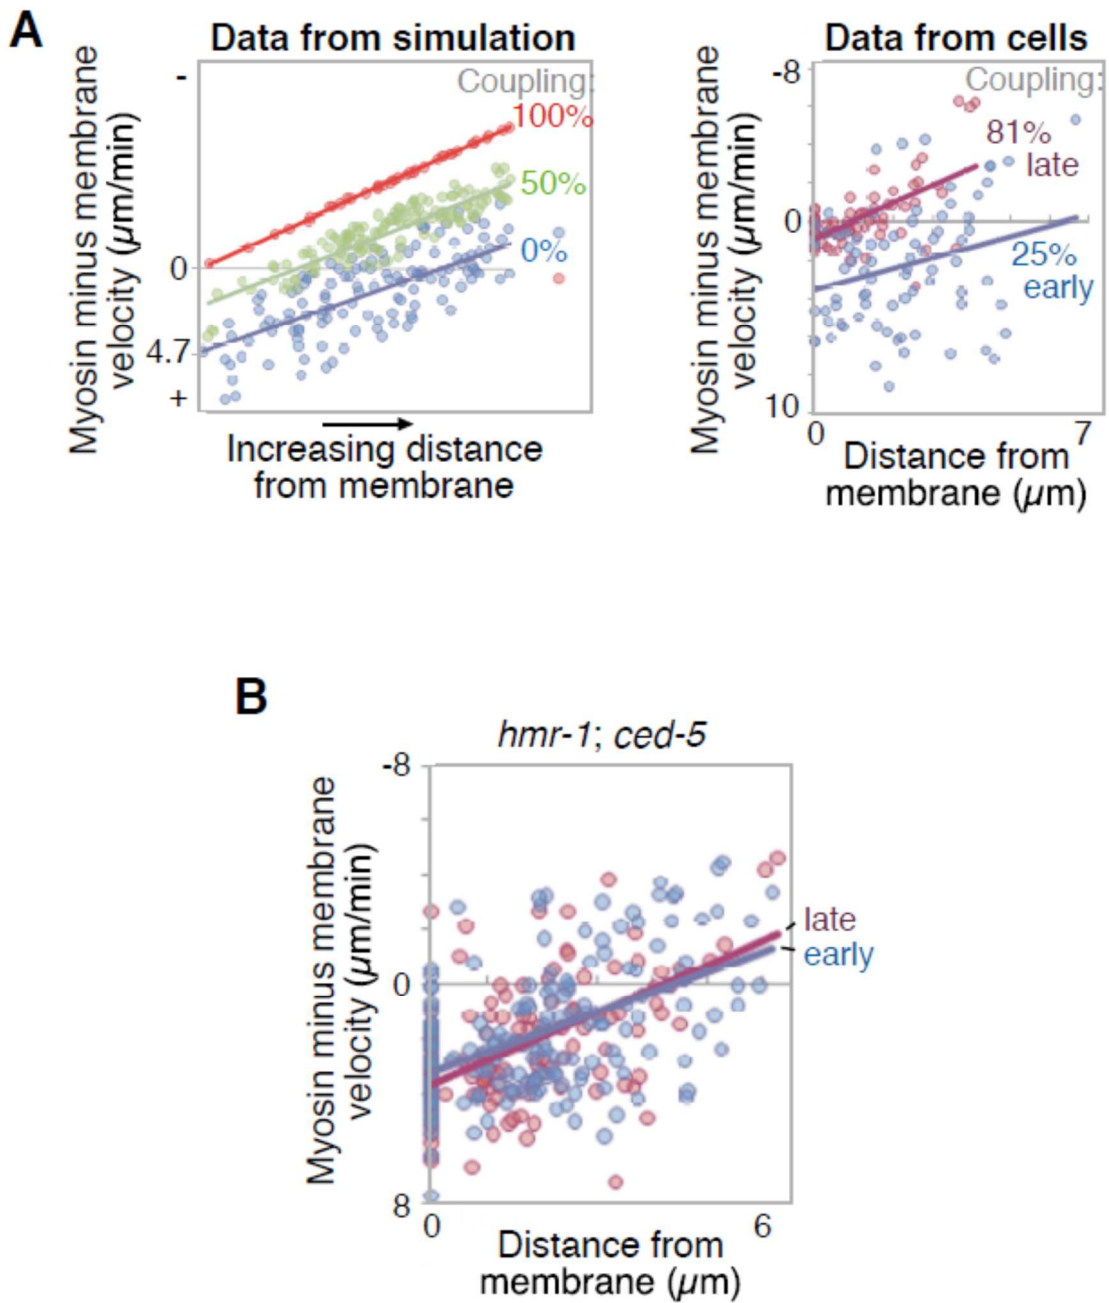 A
Data from simulation
Myosin minus membrane
velocity (µm/min)
-
0
4.7
+
Coupling:
100%
50%
0%
Increasing distance
from membrane
Data from cells
Myosin minus membrane
velocity (µm/min)
-8
0
10
Coupling:
81%
late
25%
early
0
7
Distance from
membrane (µm)
B
hmr-1; ced-5
Myosin minus membrane
velocity (µm/min)
-8
0
8
late
early
0
6
Distance from
membrane (µm)